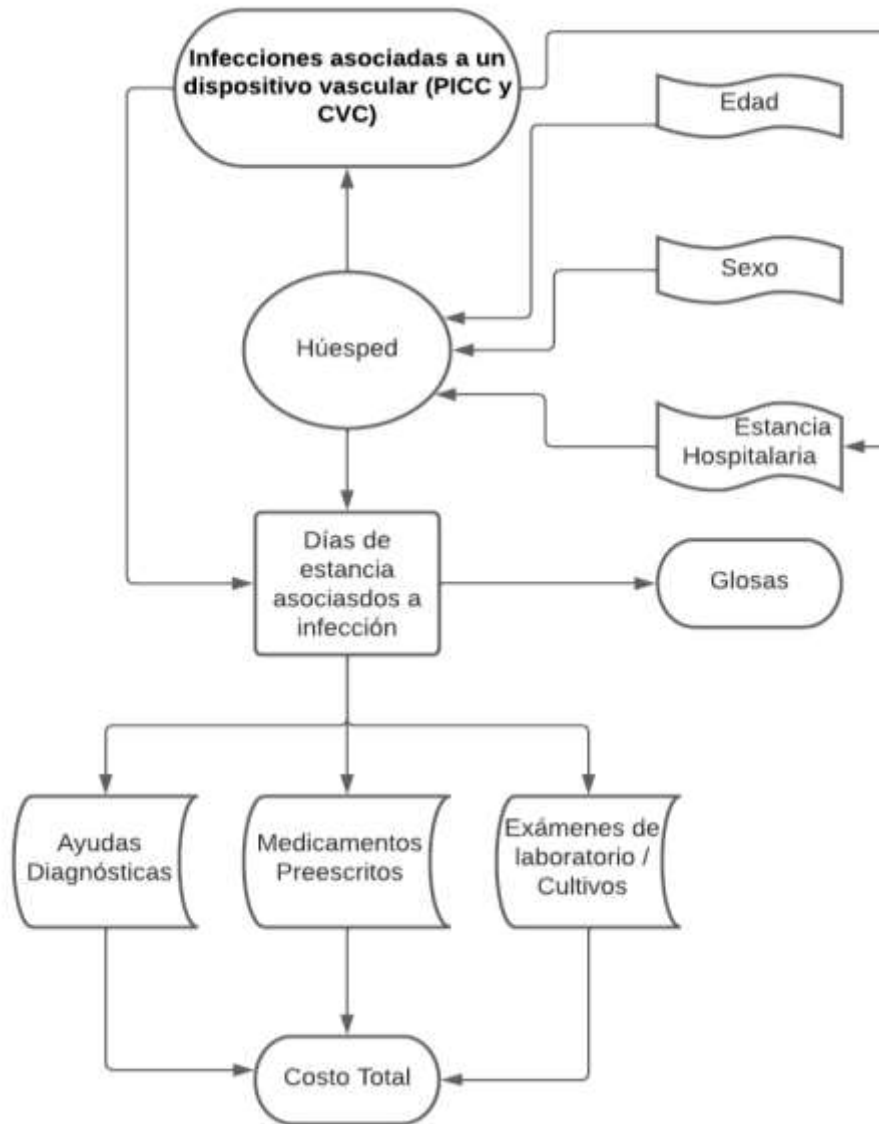 Infecciones asociadas a un
dispositivo vascular (PICC y
CVC)
Edad
Sexo
Húesped
Estancia
Hospitalaria
Días de
estancia
asociasdos a
infección
Glosas
Ayudas
Diagnósticas
Medicamentos
Preescritos
Exámenes de
laboratorio /
Cultivos
Costo Total